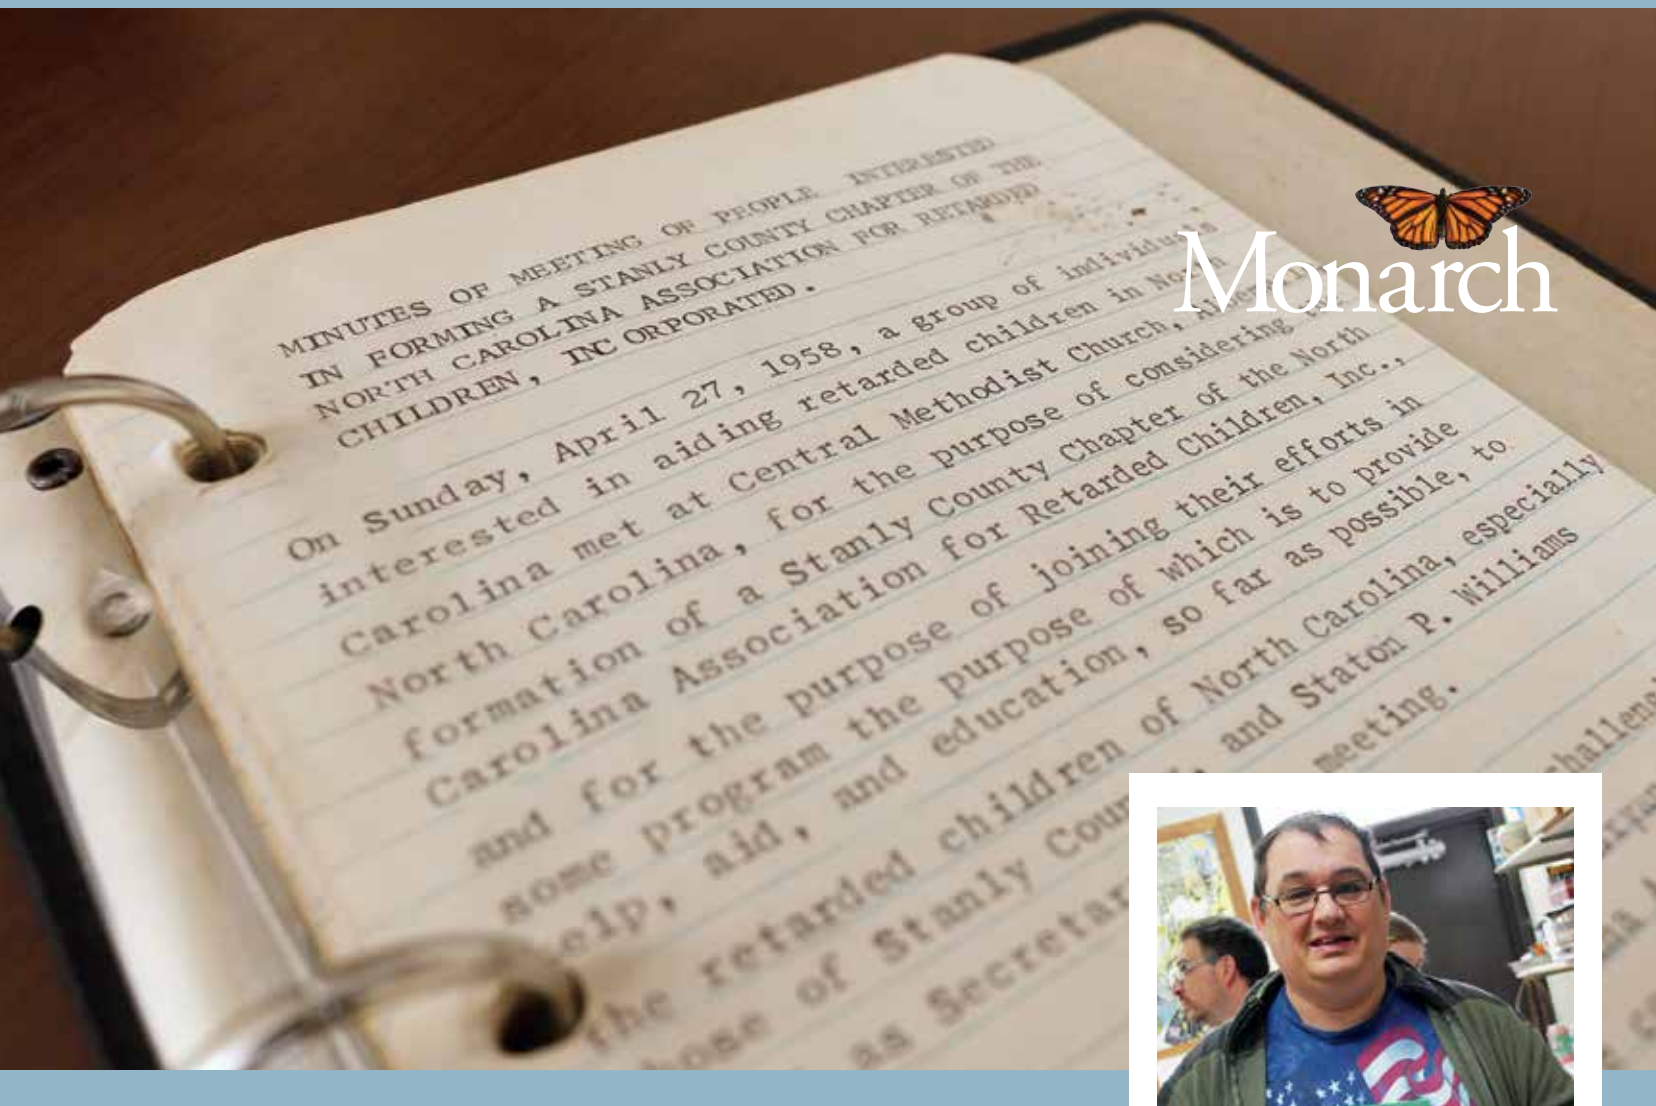 Monarch
MINUTES OF MEETING OF PEOPLE INTERESTED
IN FORMING A STANLY COUNTY CHAPTER OF THE
NORTH CAROLINA ASSOCIATION FOR RETARDED
CHILDREN, INC ORPORATED.
On Sunday, April 27, 1958, a group of individuals
interested in aiding retarded children in North
Carolina met at Central Methodist Church,
North Carolina, for the purpose of considering
formation of a Stanly County Chapter of the North
Carolina Association for Retarded Children, Inc.,
and for the purpose of joining their efforts in
some program the purpose of which is to provide
elp, aid, and education, so far as possible, to
the retarded children of North Carolina, especially
hose of Stanly Coun and Staton P. Williams
as Secretar meeting.